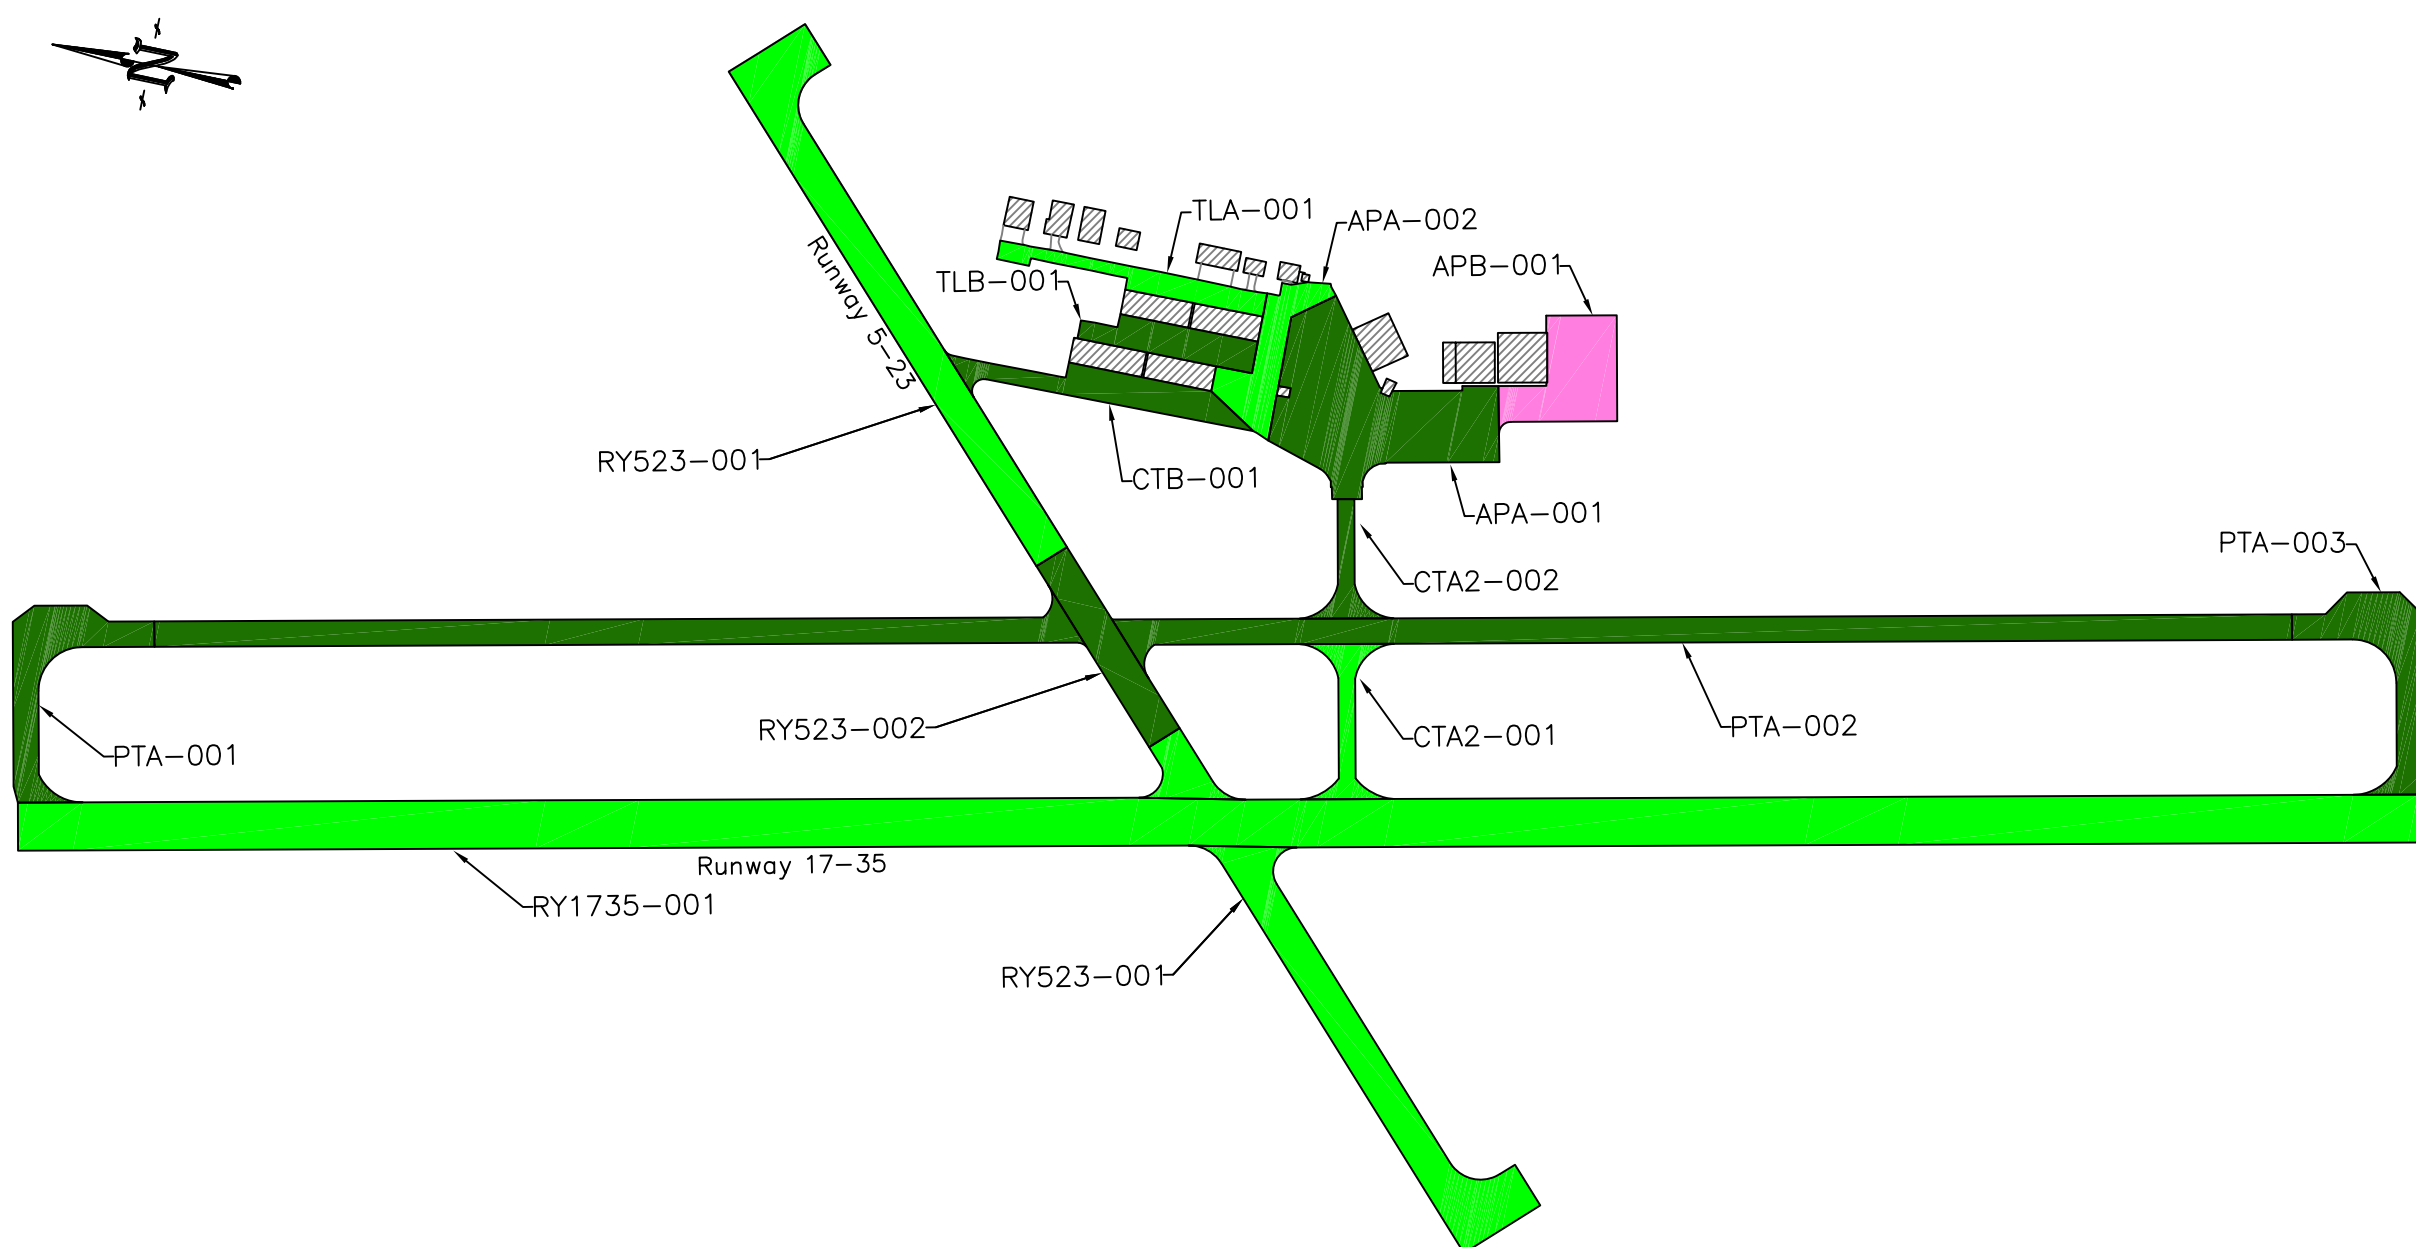 N
TLA-001
APA-002
Runway 5-23
APB-001
TLB-001
RY523-001
CTB-001
APA-001
PTA-003
CTA2-002
RY523-002
CTA2-001
PTA-002
PTA-001
Runway 17-35
RY1735-001
RY523-001